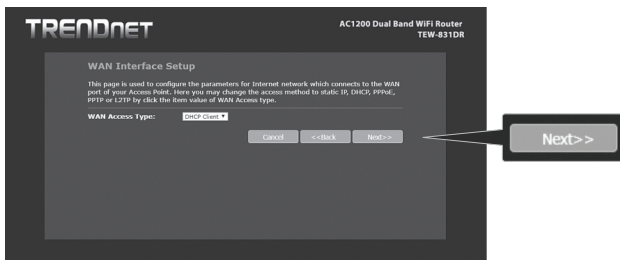 TRENDNET
AC1200 Dual Band WiFi Router
TEW-831DR
WAN Interface Setup
This page is used to configure the parameters for Internet network which connects to the WAN
port of your Access Point. Here you may change the access method to static IP, DHCP, PPPoE,
PPTP or L2TP by click the item value of WAN Access type.
WAN Access Type:
DHCP Client
Cancel
<<Back
Next>>
Next>>